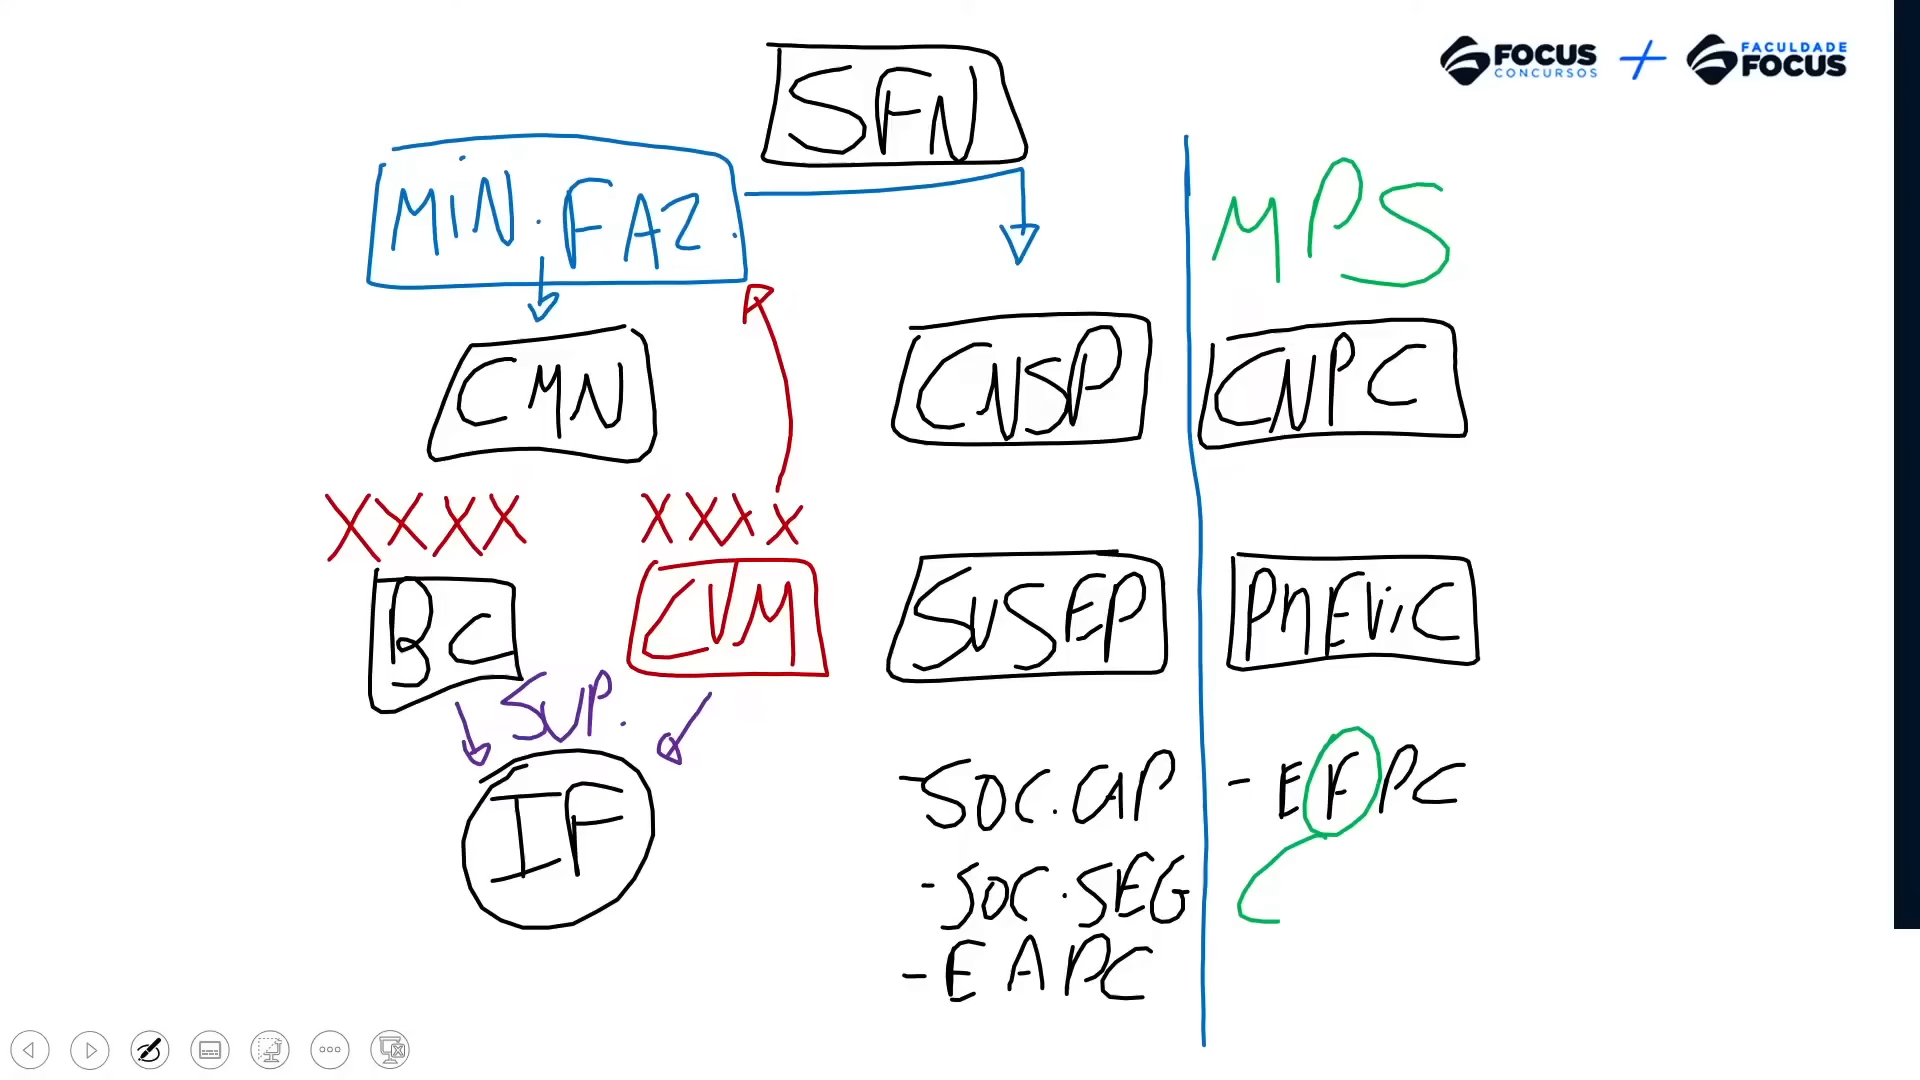 FOCUS CONCURSOS + FACULDADE FOCUS
SFN
MIN. FAZ.
MPS
CMN
CNSP
CNPC
XXXX
XXXX
BC
CVM
SUSEP
PREVIC
SUP.
IF
- SOC. CAP
- EFPC
- SOC. SEG
- EAPC